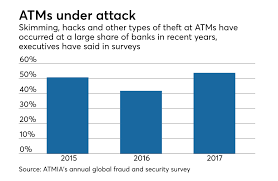 ATMs under attack
Skimming, hacks and other types of theft at ATMs have
occurred at a large share of banks in recent years,
executives have said in surveys
60%
50%
40%
30%
20%
10%
0%
2015 2016 2017
Source: ATMIA's annual global fraud and security survey